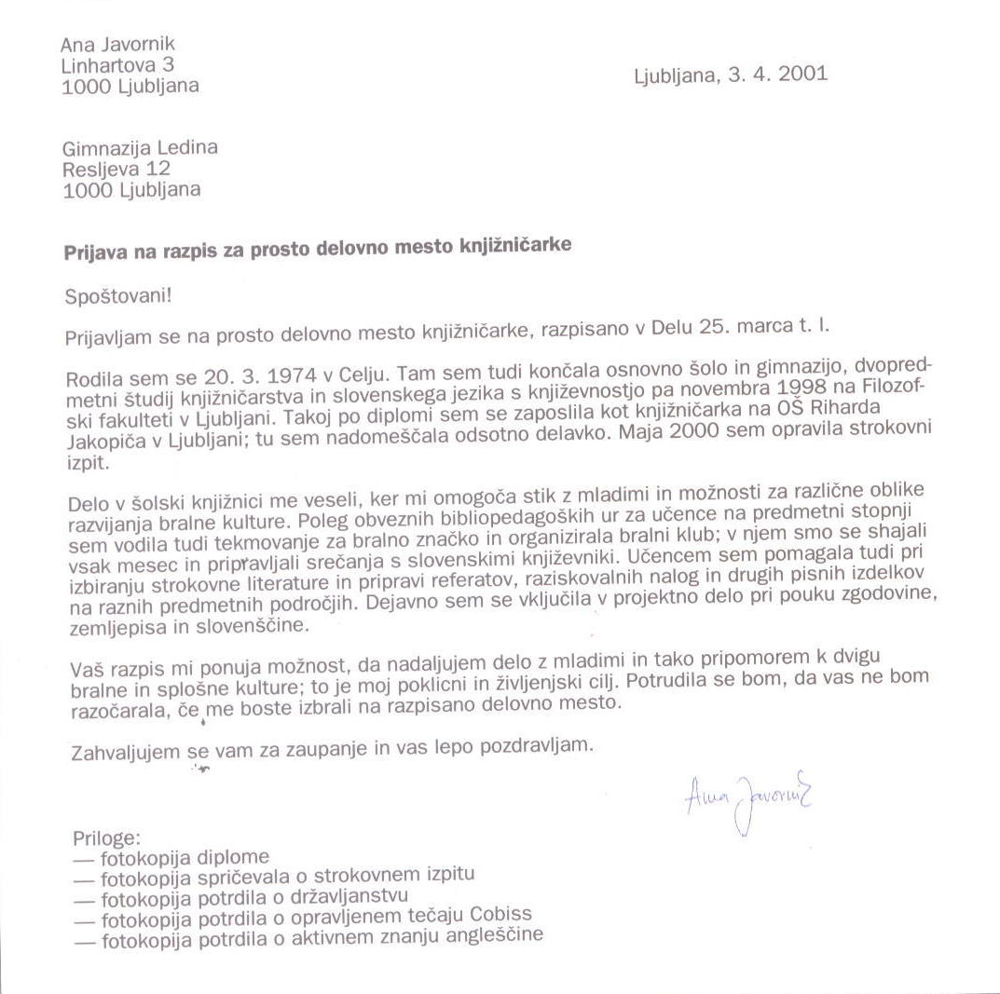 Ana Javornik
Linhartova 3
1000 Ljubljana
Ljubljana, 3. 4. 2001
Gimnazija Ledina
Resljeva 12
1000 Ljubljana
Prijava na razpis za prosto delovno mesto knjižničarke
Spoštovani!
Prijavljam se na prosto delovno mesto knjižničarke, razpisano v Delu 25. marca t. l.
Rodila sem se 20. 3. 1974 v Celju. Tam sem tudi končala osnovno šolo in gimnazijo, dvopred-
metni študij knjižničarstva in slovenskega jezika s književnostjo pa novembra 1998 na Filozof-
ski fakulteti v Ljubljani. Takoj po diplomi sem se zaposlila kot knjižničarka na OŠ Riharda
Jakopiča v Ljubljani; tu sem nadomeščala odsotno delavko. Maja 2000 sem opravila strokovni
izpit.
Delo v šolski knjižnici me veseli, ker mi omogoča stik z mladimi in možnosti za različne oblike
razvijanja bralne kulture. Poleg obveznih bibliopedagoških ur za učence na predmetni stopnji
sem vodila tudi tekmovanje za bralno značko in organizirala bralni klub; v njem smo se shajali
vsak mesec in pripravljali srečanja s slovenskimi književniki. Učencem sem pomagala tudi pri
izbiranju strokovne literature in pripravi referatov, raziskovalnih nalog in drugih pisnih izdelkov
na raznih predmetnih področjih. Dejavno sem se vključila v projektno delo pri pouku zgodovine,
zemljepisa in slovenščine.
Vaš razpis mi ponuja možnost, da nadaljujem delo z mladimi in tako pripomorem k dvigu
bralne in splošne kulture; to je moj poklicni in življenjski cilj. Potrudila se bom, da vas ne bom
razočarala, če me boste izbrali na razpisano delovno mesto.
Zahvaljujem se vam za zaupanje in vas lepo pozdravljam.
Ana Javornik
Priloge:
— fotokopija diplome
— fotokopija spričevala o strokovnem izpitu
— fotokopija potrdila o državljanstvu
— fotokopija potrdila o opravljenem tečaju Cobiss
— fotokopija potrdila o aktivnem znanju angleščine